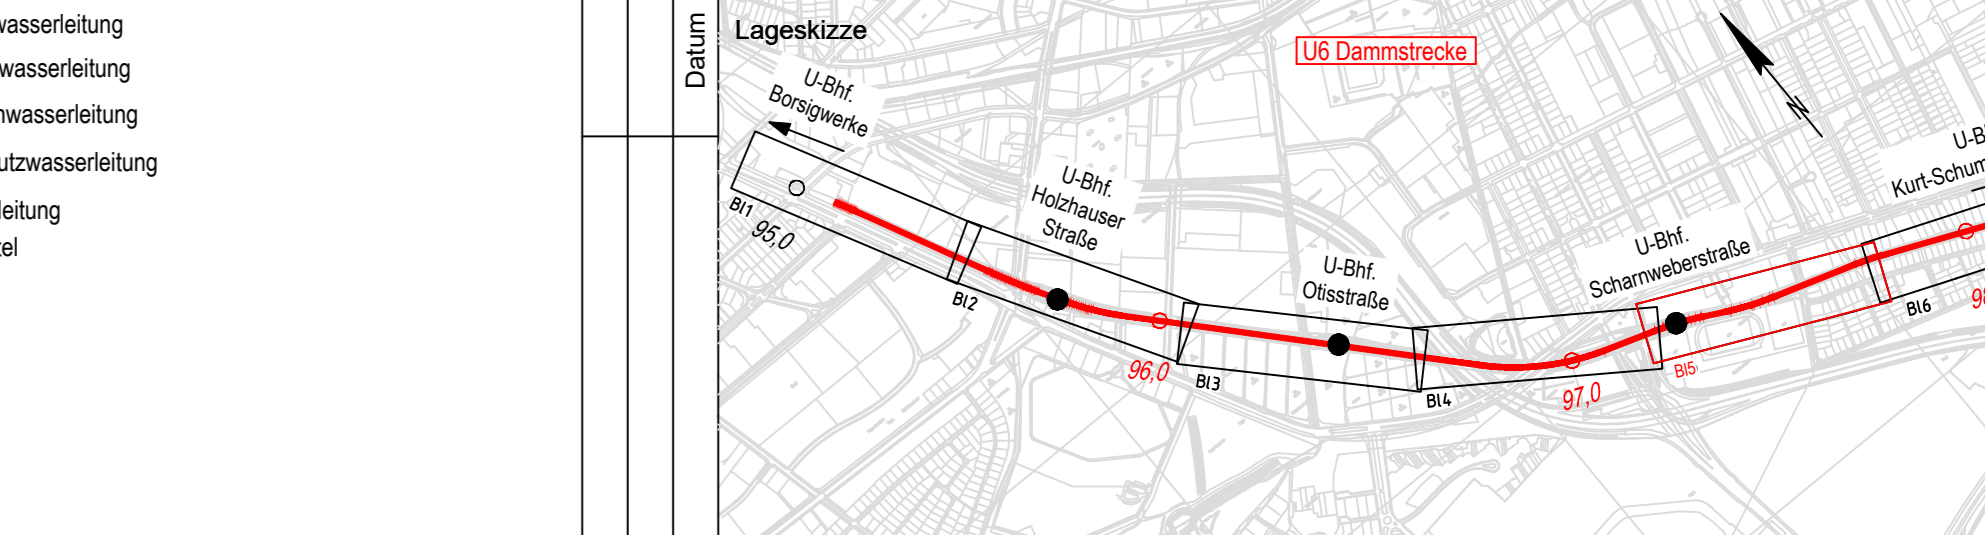 wasserleitung
wasserleitung
nwasserleitung
utzwasserleitung
leitung
tel
Datum
Lageskizze
U6 Dammstrecke
U-Bhf.
Borsigwerke
U-Bhf.
Holzhauser
Straße
U-Bhf.
Otisstraße
U-Bhf.
Scharnweberstraße
U-B
Kurt-Schum
N
Bl1
95,0
Bl2
96,0
Bl3
Bl4
97,0
Bl5
Bl6
98